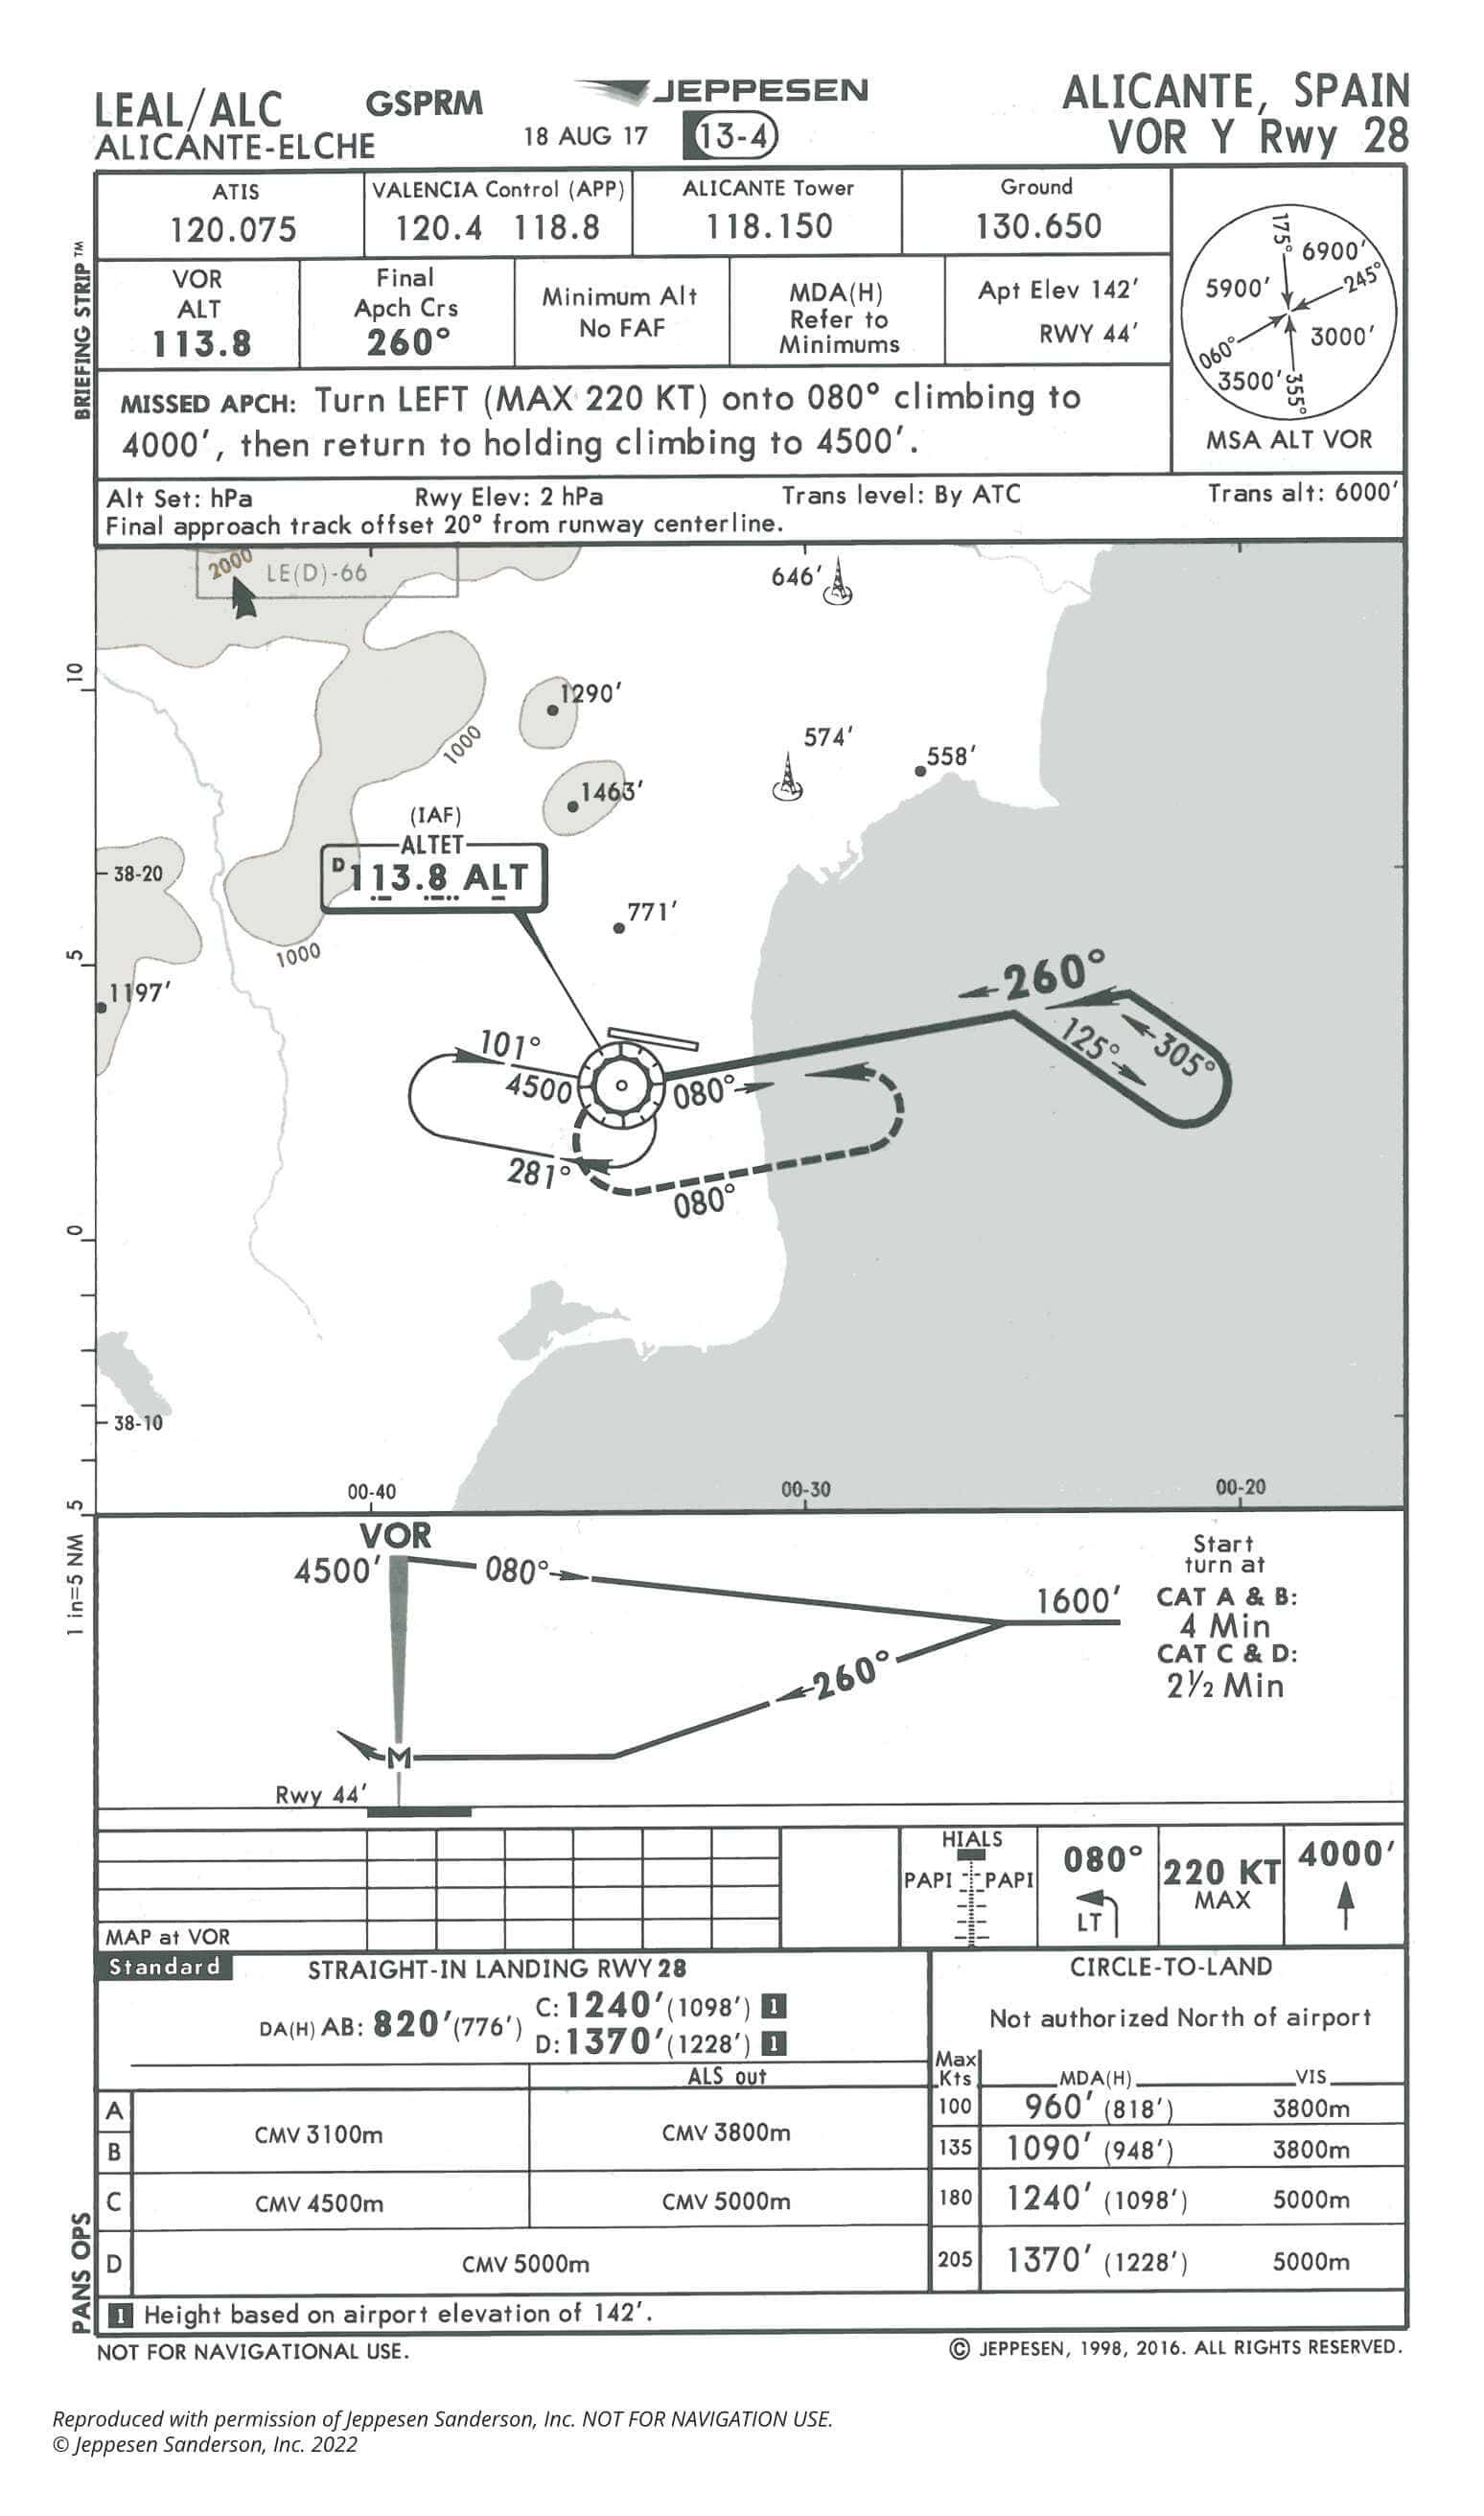 LEAL/ALC
ALICANTE-ELCHE
GSPRM
JEPPESEN
18 AUG 17
13-4
ALICANTE, SPAIN
VOR Y Rwy 28
BRIEFING STRIP™
ATIS
120.075
VALENCIA Control (APP)
120.4 118.8
ALICANTE Tower
118.150
Ground
130.650
VOR
ALT
113.8
Final
Apch Crs
260°
Minimum Alt
No FAF
MDA(H)
Refer to
Minimums
Apt Elev 142'
RWY 44'
175°
6900'
5900'
245°
060°
3000'
3500'
355°
MSA ALT VOR
MISSED APCH: Turn LEFT (MAX 220 KT) onto 080° climbing to
4000', then return to holding climbing to 4500'.
Alt Set: hPa
Rwy Elev: 2 hPa
Trans level: By ATC
Trans alt: 6000'
Final approach track offset 20° from runway centerline.
2000
LE(D)-66
646'
10
1290'
1000
574'
558'
1463'
(IAF)
ALTET
D113.8 ALT
38-20
771'
1000
5
1197'
260°
125°
305°
101°
4500
080°
281°
080°
0
38-10
5
00-40
00-30
00-20
1 in=5 NM
VOR
4500'
080°
1600'
260°
Start
turn at
CAT A & B:
4 Min
CAT C & D:
2½ Min
M
Rwy 44'
MAP at VOR
HIALS
PAPI PAPI
080°
LT
220 KT
MAX
4000'
Standard
STRAIGHT-IN LANDING RWY 28
DA(H) AB: 820'(776')
C: 1240'(1098') 1
D: 1370'(1228') 1
ALS out
CIRCLE-TO-LAND
Not authorized North of airport
Max
Kts
MDA(H)
VIS
A
B
CMV 3100m
CMV 3800m
100
960' (818')
3800m
135
1090' (948')
3800m
C
CMV 4500m
CMV 5000m
180
1240' (1098')
5000m
D
CMV 5000m
205
1370' (1228')
5000m
PANS OPS
1 Height based on airport elevation of 142'.
NOT FOR NAVIGATIONAL USE.
© JEPPESEN, 1998, 2016. ALL RIGHTS RESERVED.
Reproduced with permission of Jeppesen Sanderson, Inc. NOT FOR NAVIGATION USE.
© Jeppesen Sanderson, Inc. 2022